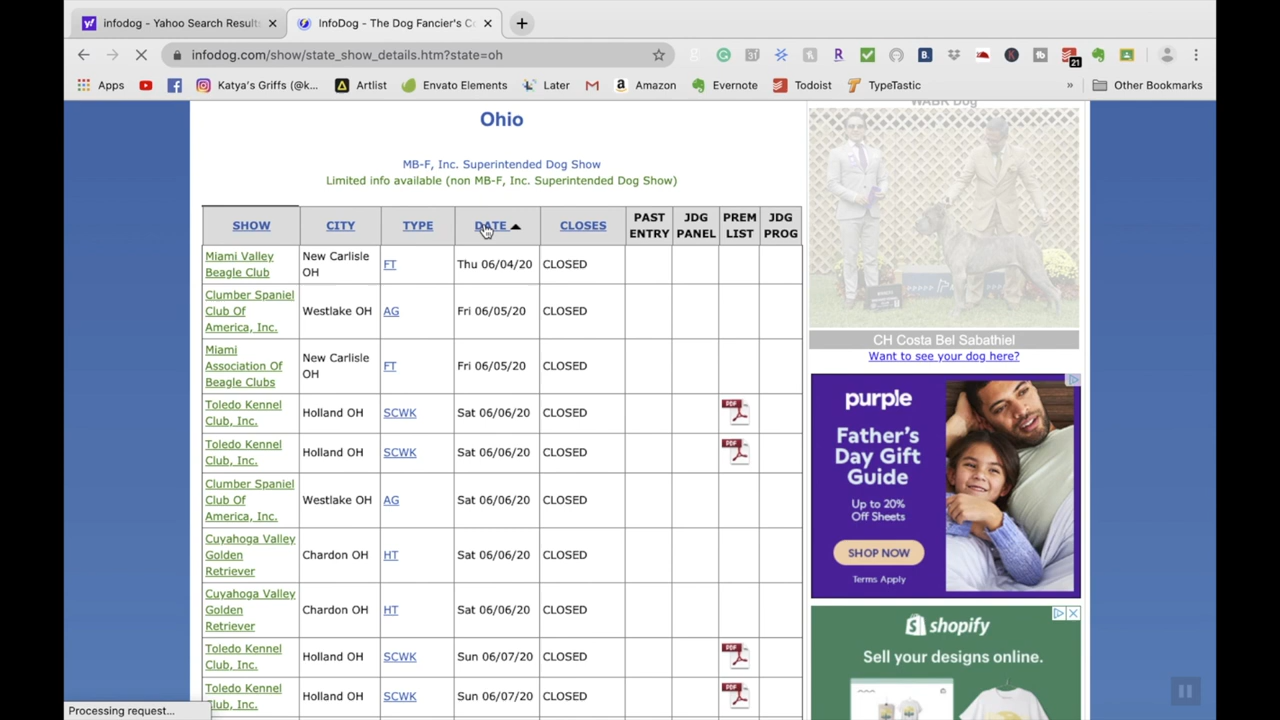 infodog - Yahoo Search Results
InfoDog - The Dog Fancier's Co
infodog.com/show/state_show_details.htm?state=oh
21
Apps
Katya's Griffs (@k...
Artlist
Envato Elements
Later
Amazon
Evernote
Todoist
TypeTastic
»
Other Bookmarks
Ohio
MB-F, Inc. Superintended Dog Show
Limited info available (non MB-F, Inc. Superintended Dog Show)
SHOW CITY TYPE DATE CLOSES PAST ENTRY JDG PANEL PREM LIST JDG PROG
Miami Valley Beagle Club New Carlisle OH FT Thu 06/04/20 CLOSED
Clumber Spaniel Club Of America, Inc. Westlake OH AG Fri 06/05/20 CLOSED
Miami Association Of Beagle Clubs New Carlisle OH FT Fri 06/05/20 CLOSED
Toledo Kennel Club, Inc. Holland OH SCWK Sat 06/06/20 CLOSED PDF
Toledo Kennel Club, Inc. Holland OH SCWK Sat 06/06/20 CLOSED PDF
Clumber Spaniel Club Of America, Inc. Westlake OH AG Sat 06/06/20 CLOSED
Cuyahoga Valley Golden Retriever Chardon OH HT Sat 06/06/20 CLOSED
Cuyahoga Valley Golden Retriever Chardon OH HT Sat 06/06/20 CLOSED
Toledo Kennel Club, Inc. Holland OH SCWK Sun 06/07/20 CLOSED PDF
Toledo Kennel Club, Inc. Holland OH SCWK Sun 06/07/20 CLOSED PDF
Processing request...
CH Costa Bel Sabathiel
Want to see your dog here?
purple
Father's
Day Gift
Guide
Up to 20%
Off Sheets
SHOP NOW
Terms Apply
shopify
Sell your designs online.